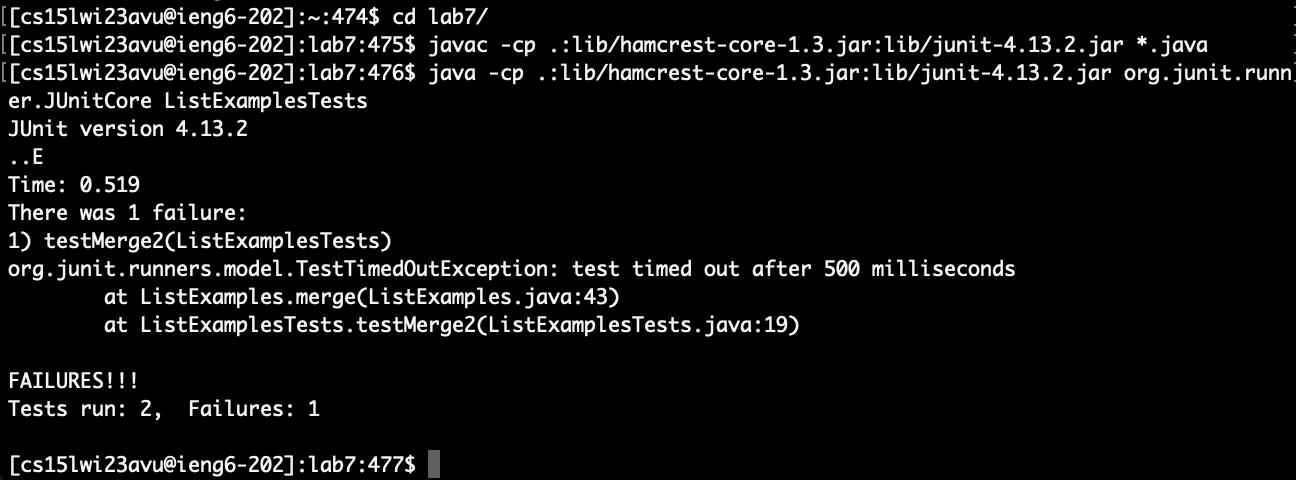 [cs15lwi23avu@ieng6-202]:~:474$ cd lab7/
[cs15lwi23avu@ieng6-202]:lab7:475$ javac -cp .:lib/hamcrest-core-1.3.jar:lib/junit-4.13.2.jar *.java
[cs15lwi23avu@ieng6-202]:lab7:476$ java -cp .:lib/hamcrest-core-1.3.jar:lib/junit-4.13.2.jar org.junit.runn
er.JUnitCore ListExamplesTests
JUnit version 4.13.2
..E
Time: 0.519
There was 1 failure:
1) testMerge2(ListExamplesTests)
org.junit.runners.model.TestTimedOutException: test timed out after 500 milliseconds
        at ListExamples.merge(ListExamples.java:43)
        at ListExamplesTests.testMerge2(ListExamplesTests.java:19)

FAILURES!!!
Tests run: 2,  Failures: 1

[cs15lwi23avu@ieng6-202]:lab7:477$